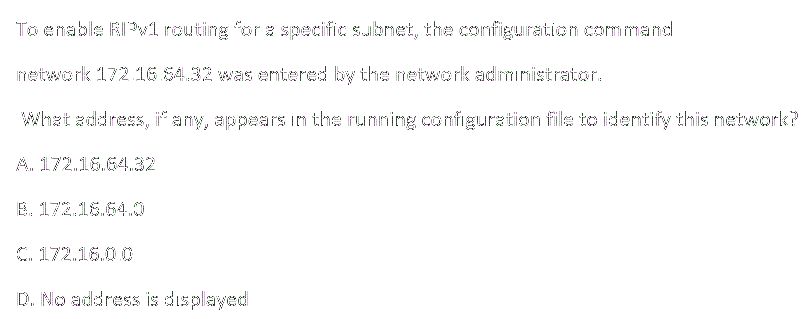 To enable RIPv1 routing for a specific subnet, the configuration command
network 172.16.64.32 was entered by the network administrator.
What address, if any, appears in the running configuration file to identify this network?
A. 172.16.64.32
B. 172.16.64.0
C. 172.16.0.0
D. No address is displayed